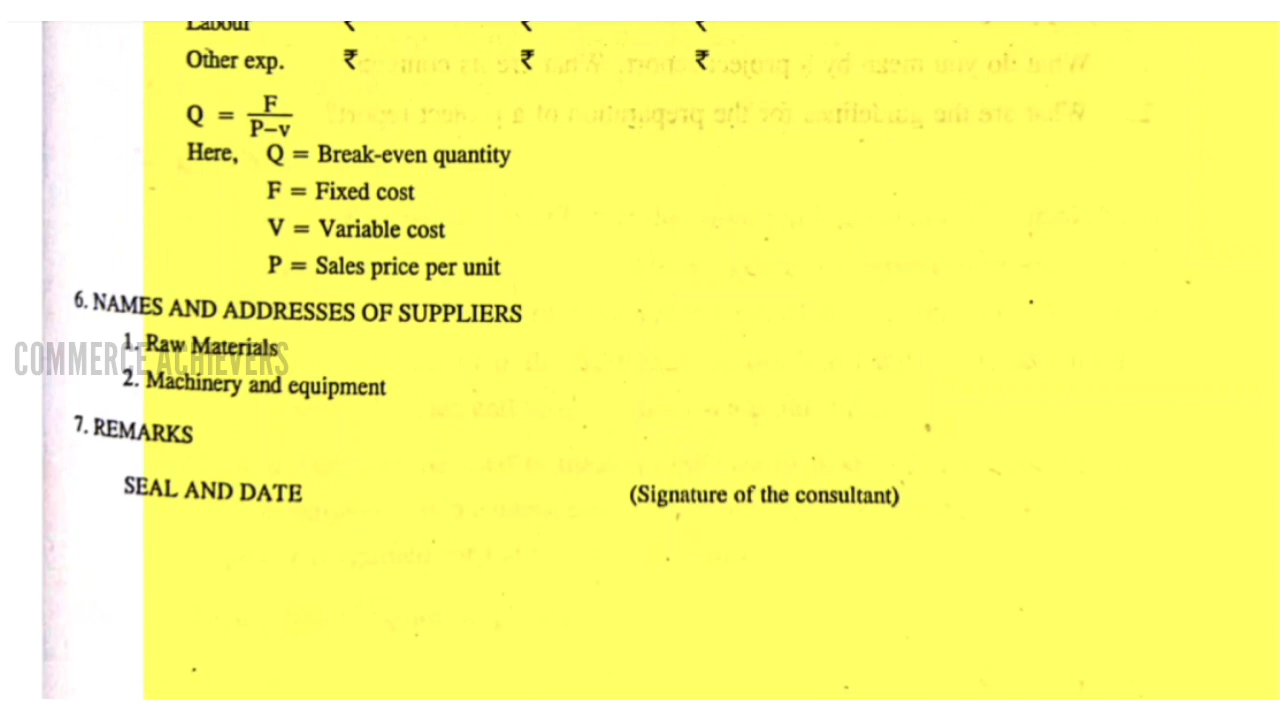 Labour ₹ ₹ ₹
Other exp. ₹ ₹ ₹
Q = F
P–v
Here, Q = Break-even quantity
F = Fixed cost
V = Variable cost
P = Sales price per unit
6. NAMES AND ADDRESSES OF SUPPLIERS
1. Raw Materials
COMMERCE ACHIEVERS
2. Machinery and equipment
7. REMARKS
SEAL AND DATE (Signature of the consultant)